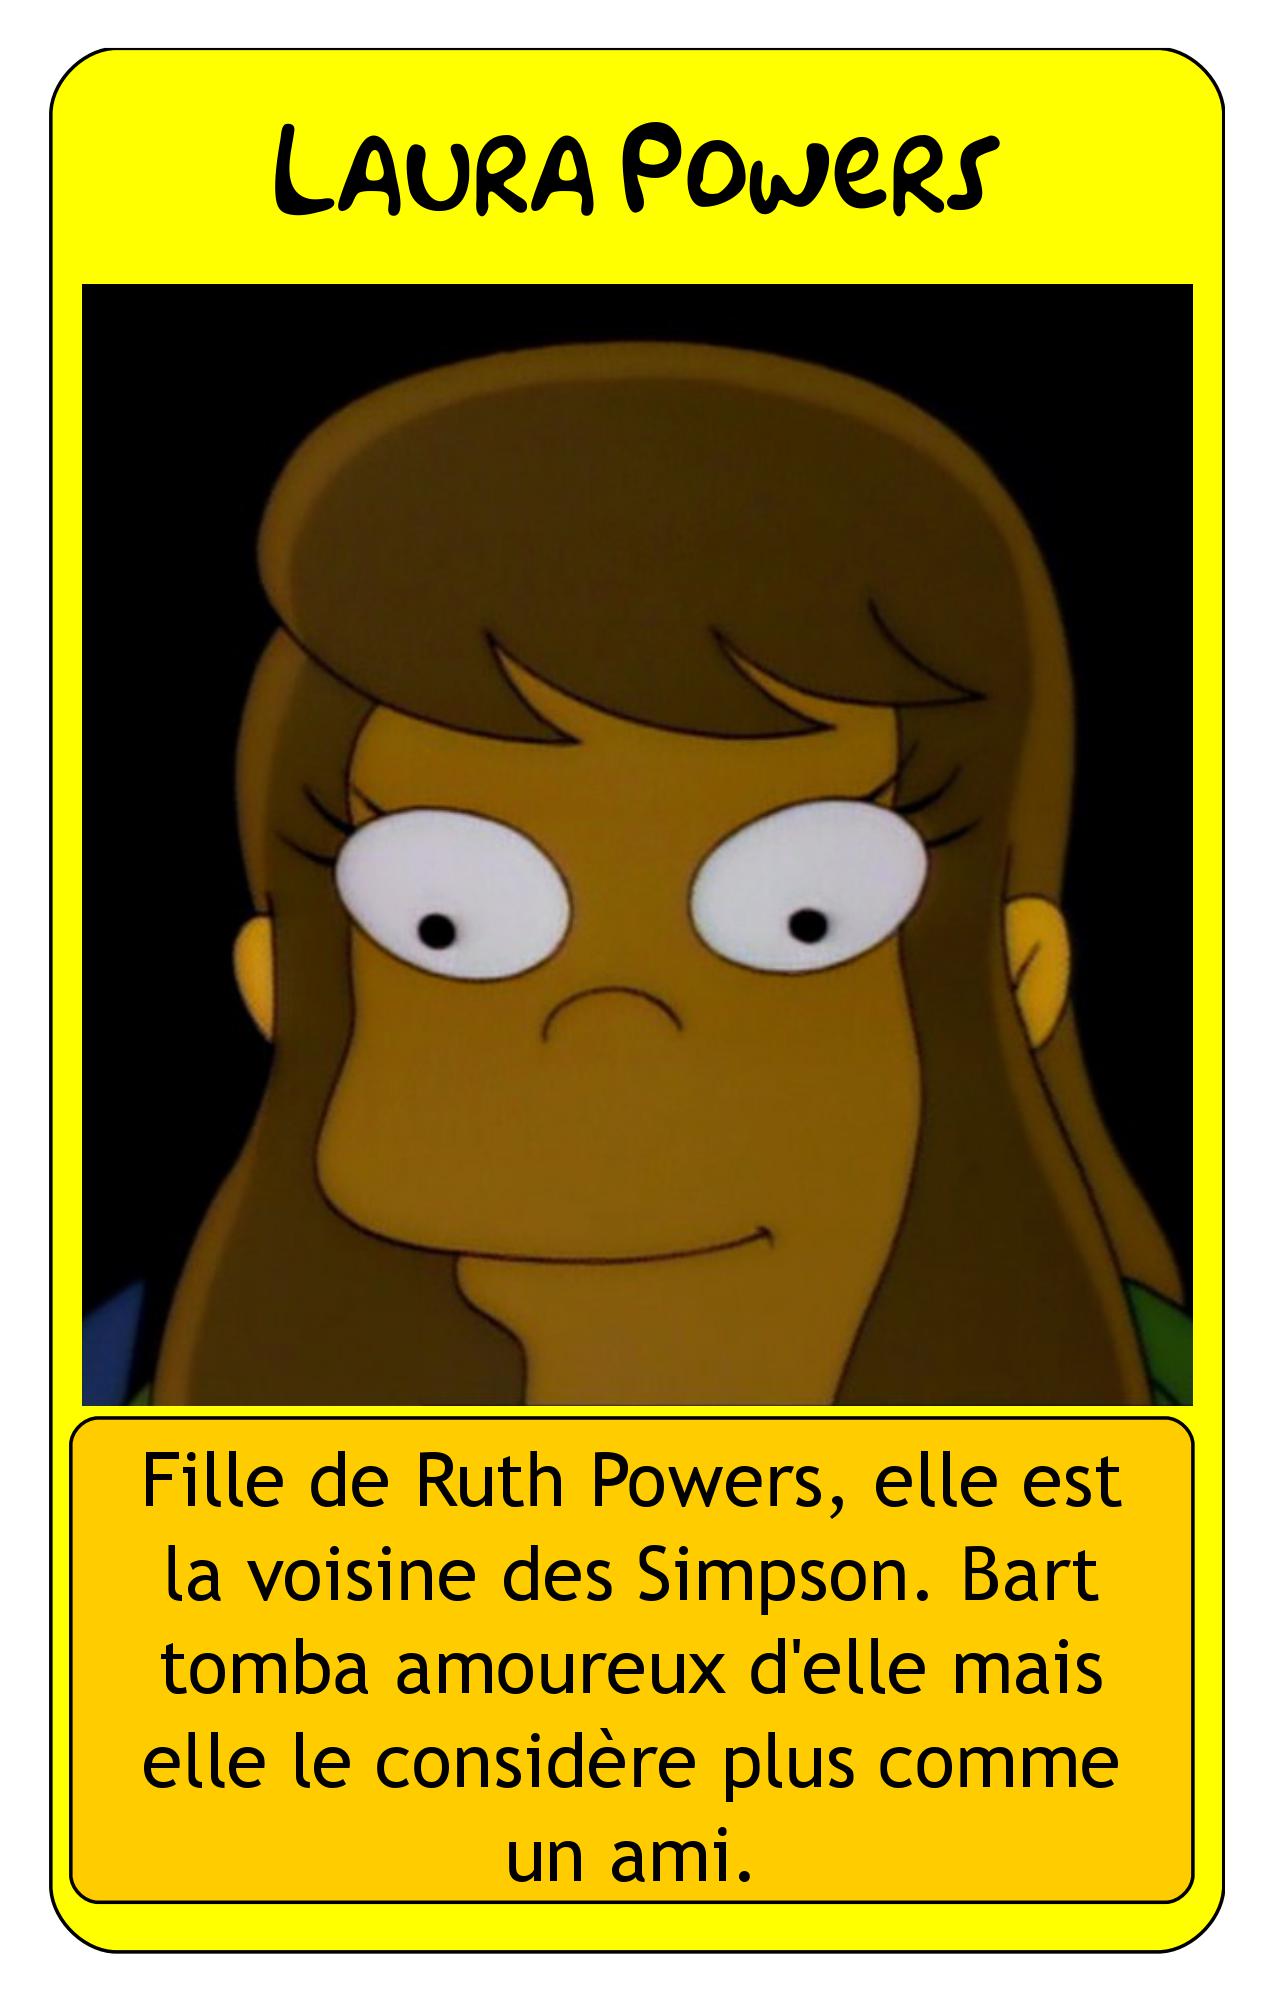 Laura Powers
Fille de Ruth Powers, elle est
la voisine des Simpson. Bart
tomba amoureux d'elle mais
elle le considère plus comme
un ami.